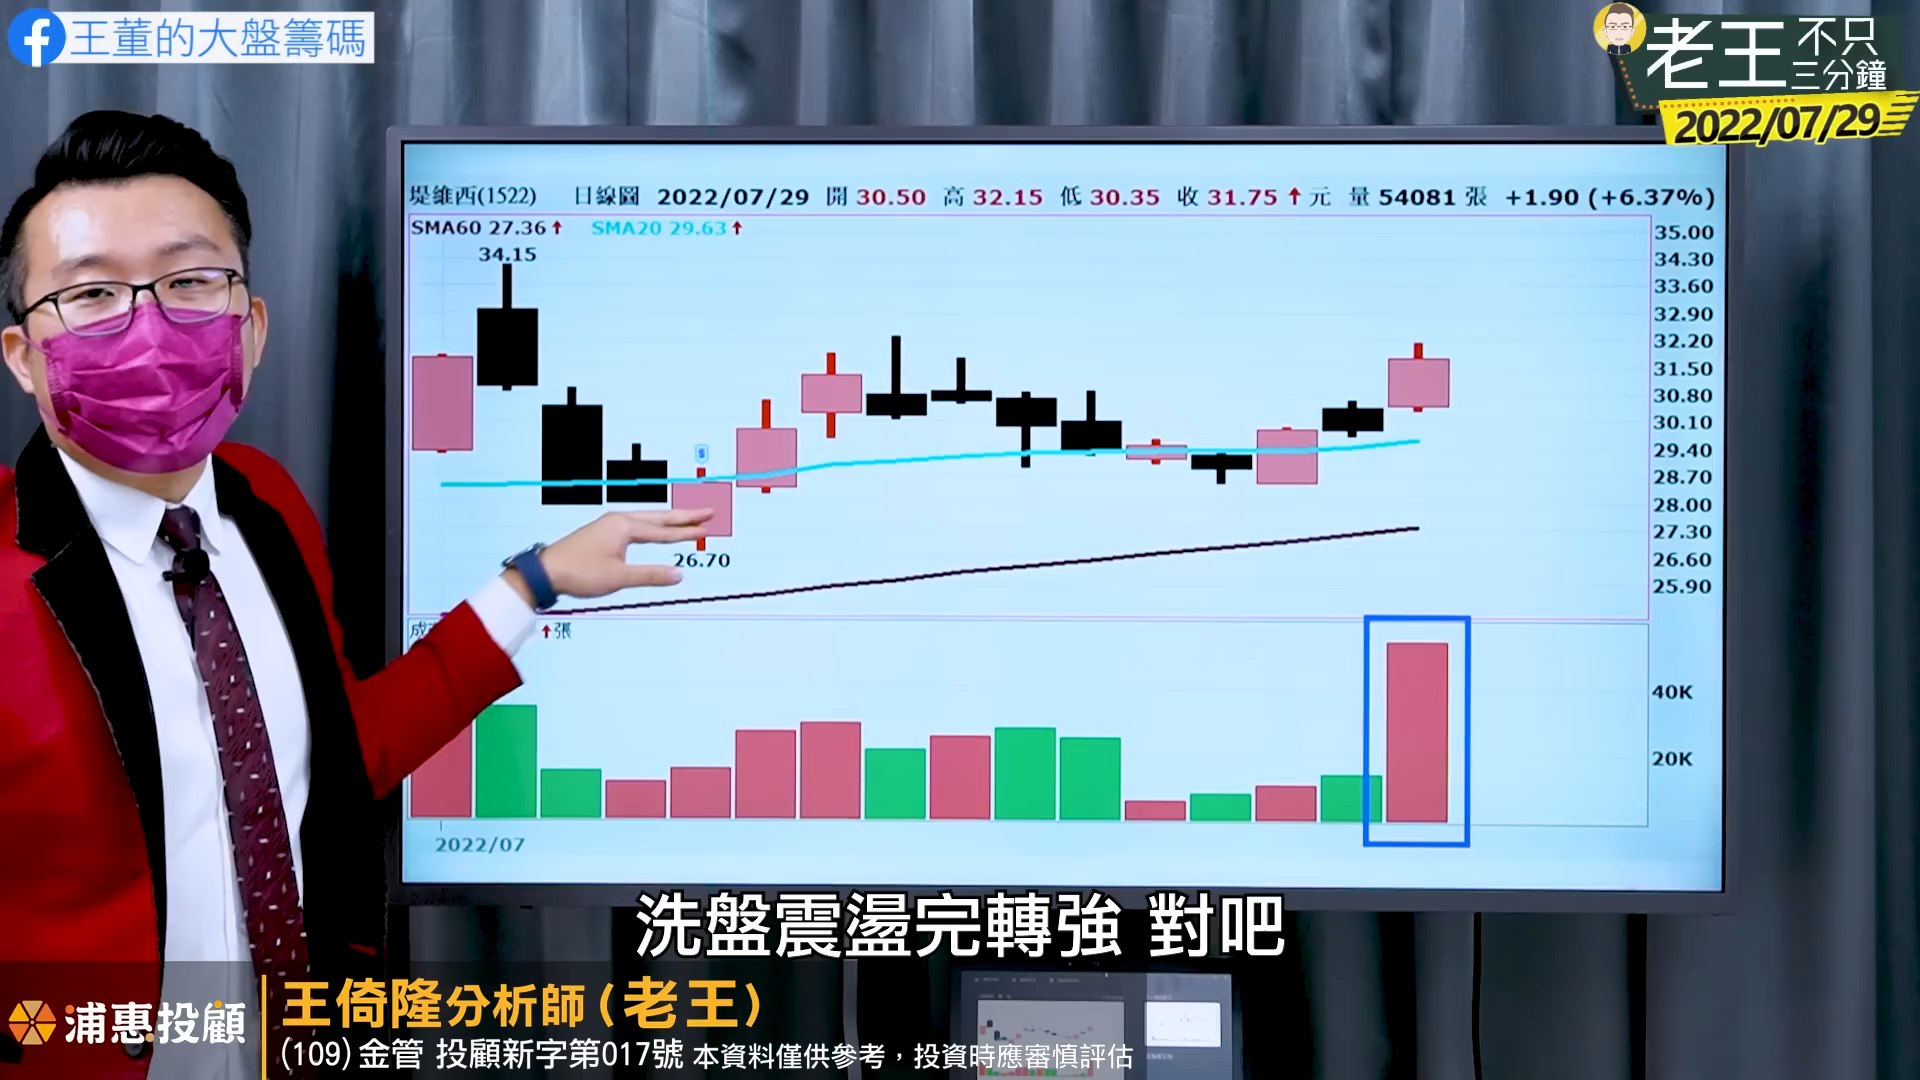 王董的大盤籌碼
老王 不只三分鐘
2022/07/29
堤維西(1522) 日線圖 2022/07/29 開 30.50 高 32.15 低 30.35 收 31.75 ↑ 元 量 54081 張 +1.90 (+6.37%)
SMA60 27.36 ↑ SMA20 29.63 ↑
34.15
26.70
35.00
34.30
33.60
32.90
32.20
31.50
30.80
30.10
29.40
28.70
28.00
27.30
26.60
25.90
↑ 張
40K
20K
2022/07
洗盤震盪完轉強 對吧
浦惠投顧
王倚隆分析師(老王)
(109) 金管 投顧新字第017號 本資料僅供參考，投資時應審慎評估